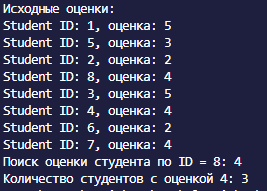 Исходные оценки:
Student ID: 1, оценка: 5
Student ID: 5, оценка: 3
Student ID: 2, оценка: 2
Student ID: 8, оценка: 4
Student ID: 3, оценка: 5
Student ID: 4, оценка: 4
Student ID: 6, оценка: 2
Student ID: 7, оценка: 4
Поиск оценки студента по ID = 8: 4
Количество студентов с оценкой 4: 3